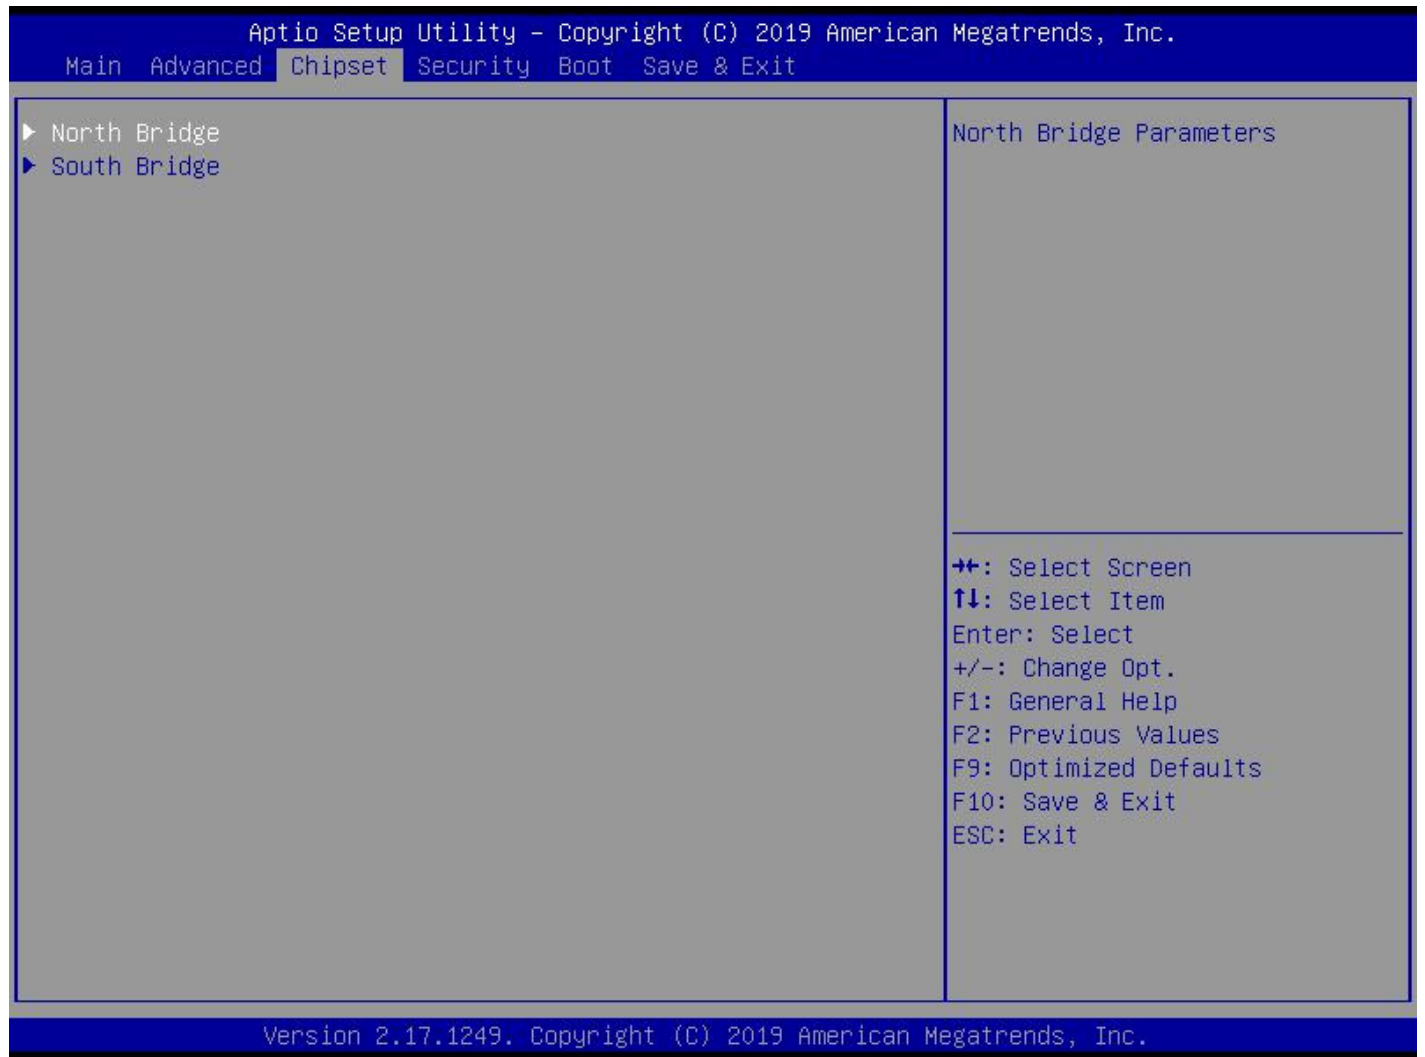 Aptio Setup Utility – Copyright (C) 2019 American Megatrends, Inc.
Main Advanced Chipset Security Boot Save & Exit
North Bridge
South Bridge
North Bridge Parameters
→←: Select Screen
↑↓: Select Item
Enter: Select
+/-: Change Opt.
F1: General Help
F2: Previous Values
F9: Optimized Defaults
F10: Save & Exit
ESC: Exit
Version 2.17.1249. Copyright (C) 2019 American Megatrends, Inc.